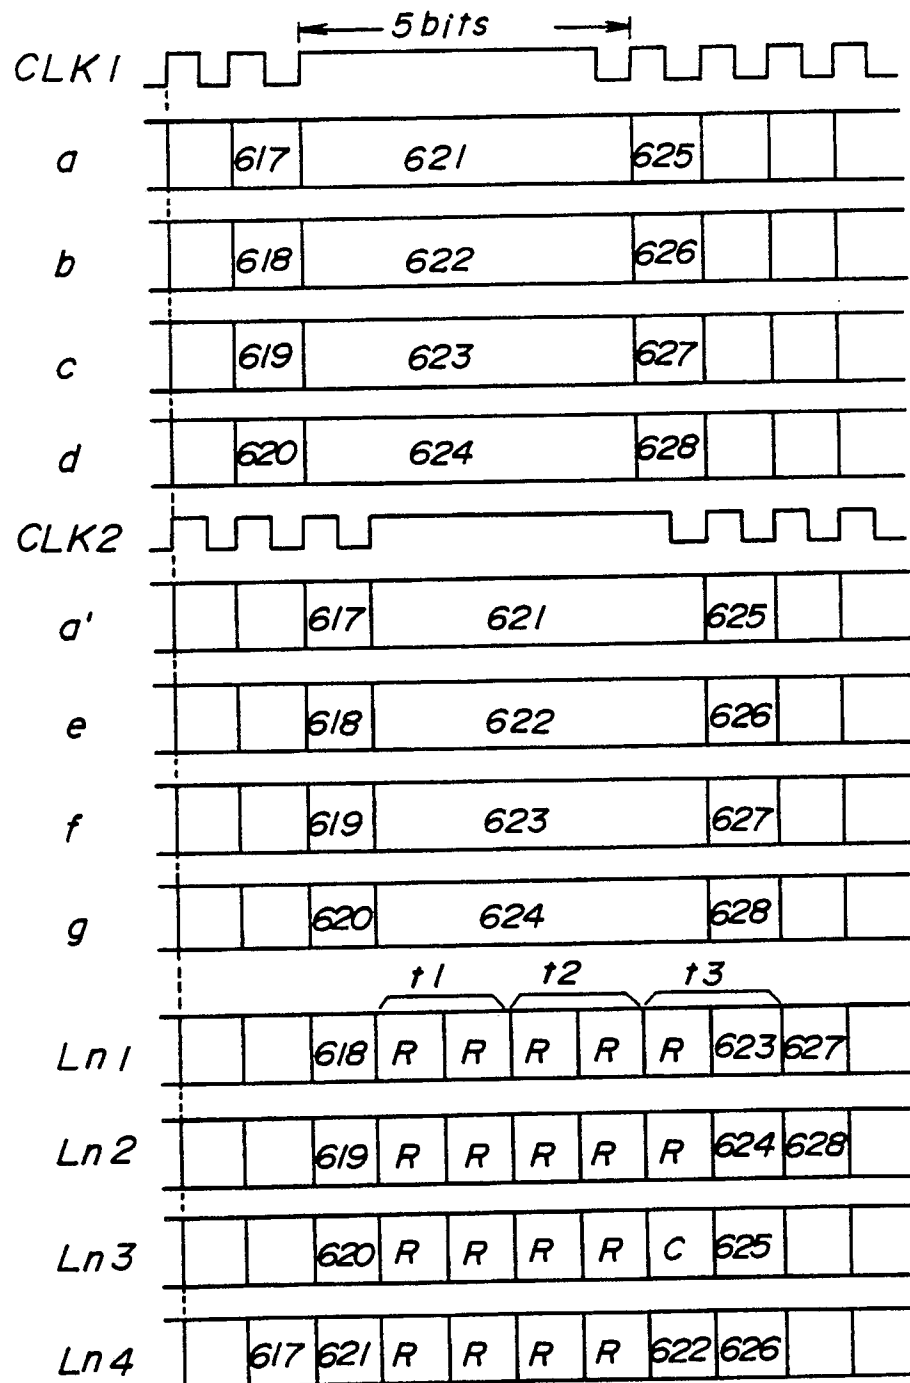 5 bits
CLK1
a 617 621 625
b 618 622 626
c 619 623 627
d 620 624 628
CLK2
a' 617 621 625
e 618 622 626
f 619 623 627
g 620 624 628
t1 t2 t3
Ln1 618 R R R R R 623 627
Ln2 619 R R R R R 624 628
Ln3 620 R R R R C 625
Ln4 617 621 R R R R 622 626